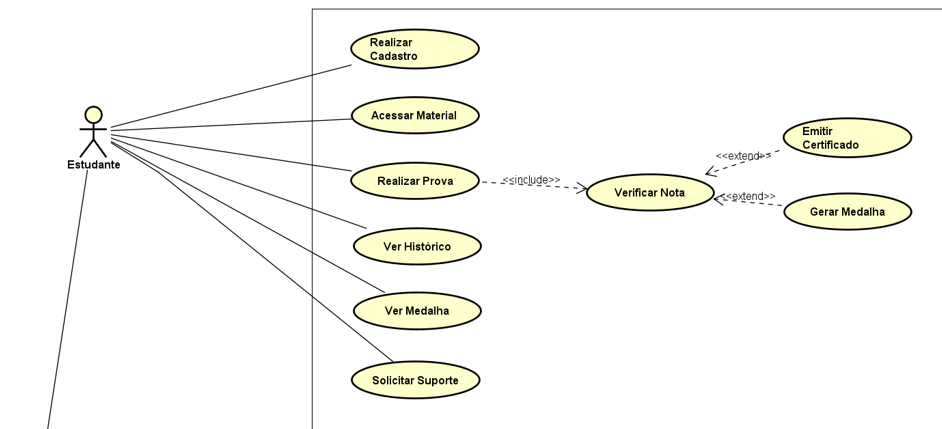 Realizar
Cadastro
Acessar Material
Estudante
Realizar Prova
<<include>>
Verificar Nota
<<extend>>
Emitir
Certificado
<<extend>>
Gerar Medalha
Ver Histórico
Ver Medalha
Solicitar Suporte